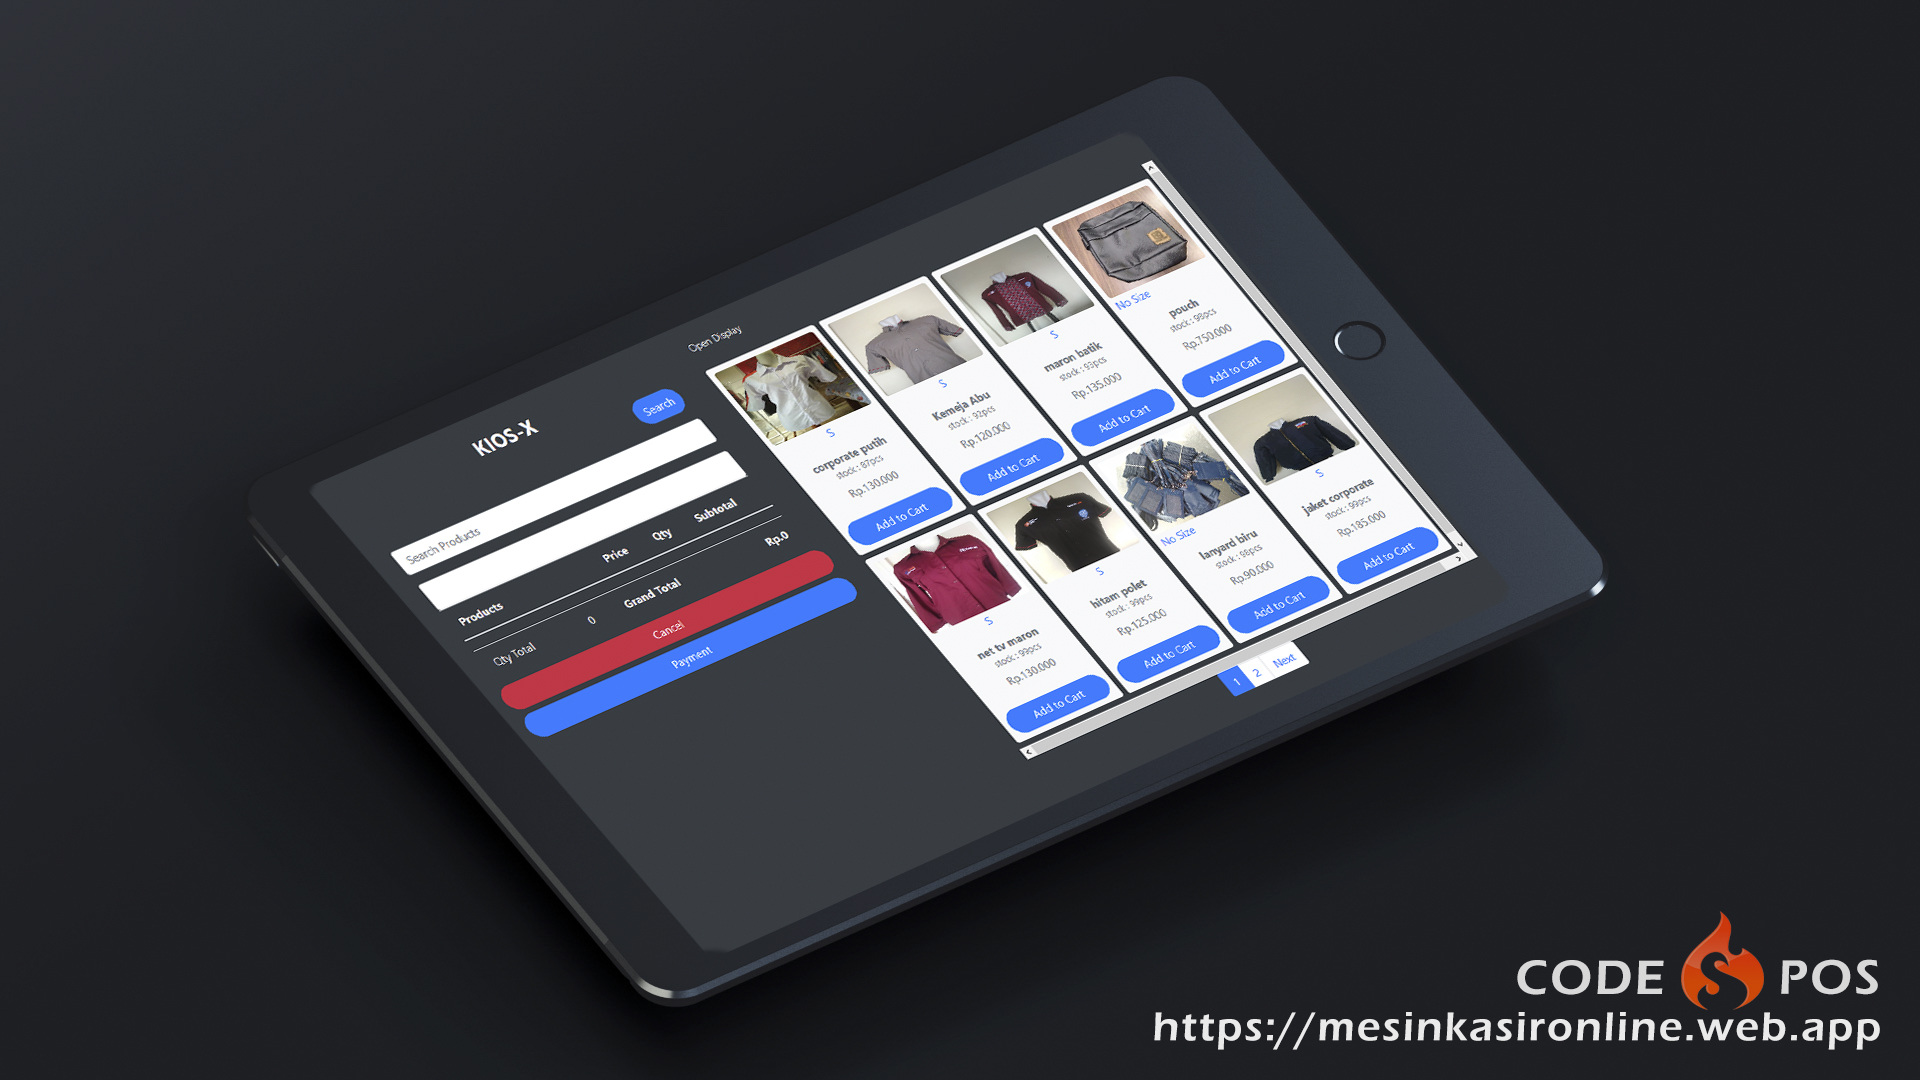 Open Display
KIOS-X
Search
Search Products
Products Price Qty Subtotal
Qty Total 0 Grand Total Rp.0
Cancel
Payment
S
corporate putih
stock : 87pcs
Rp.130.000
Add to Cart
S
Kemeja Abu
stock : 92pcs
Rp.120.000
Add to Cart
S
maron batik
stock : 93pcs
Rp.135.000
Add to Cart
No Size
pouch
stock : 98pcs
Rp.750.000
Add to Cart
S
net tv maron
stock : 99pcs
Rp.130.000
Add to Cart
S
hitam polet
stock : 99pcs
Rp.125.000
Add to Cart
No Size
lanyard biru
stock : 98pcs
Rp.90.000
Add to Cart
S
jaket corporate
stock : 99pcs
Rp.185.000
Add to Cart
1 2 Next
CODE POS
https://mesinkasironline.web.app